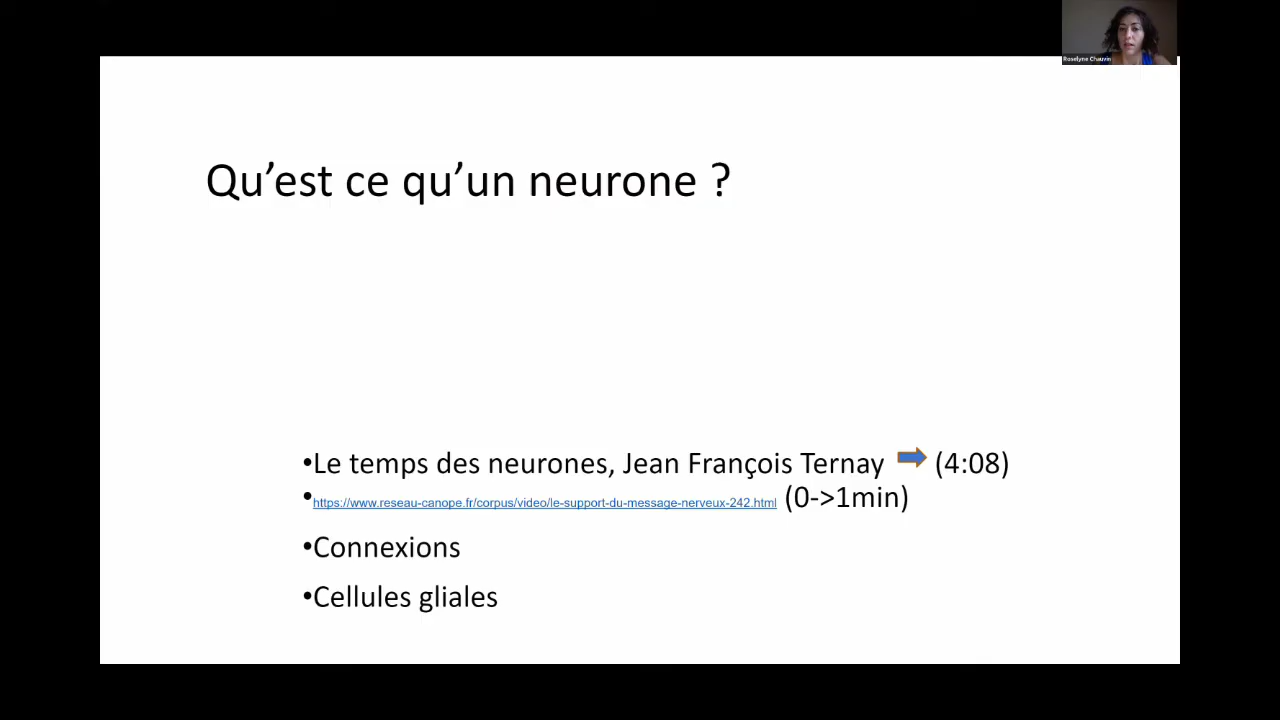 Roselyne Chauvin
Qu’est ce qu’un neurone ?
•Le temps des neurones, Jean François Ternay (4:08)
•https://www.reseau-canope.fr/corpus/video/le-support-du-message-nerveux-242.html (0->1min)
•Connexions
•Cellules gliales